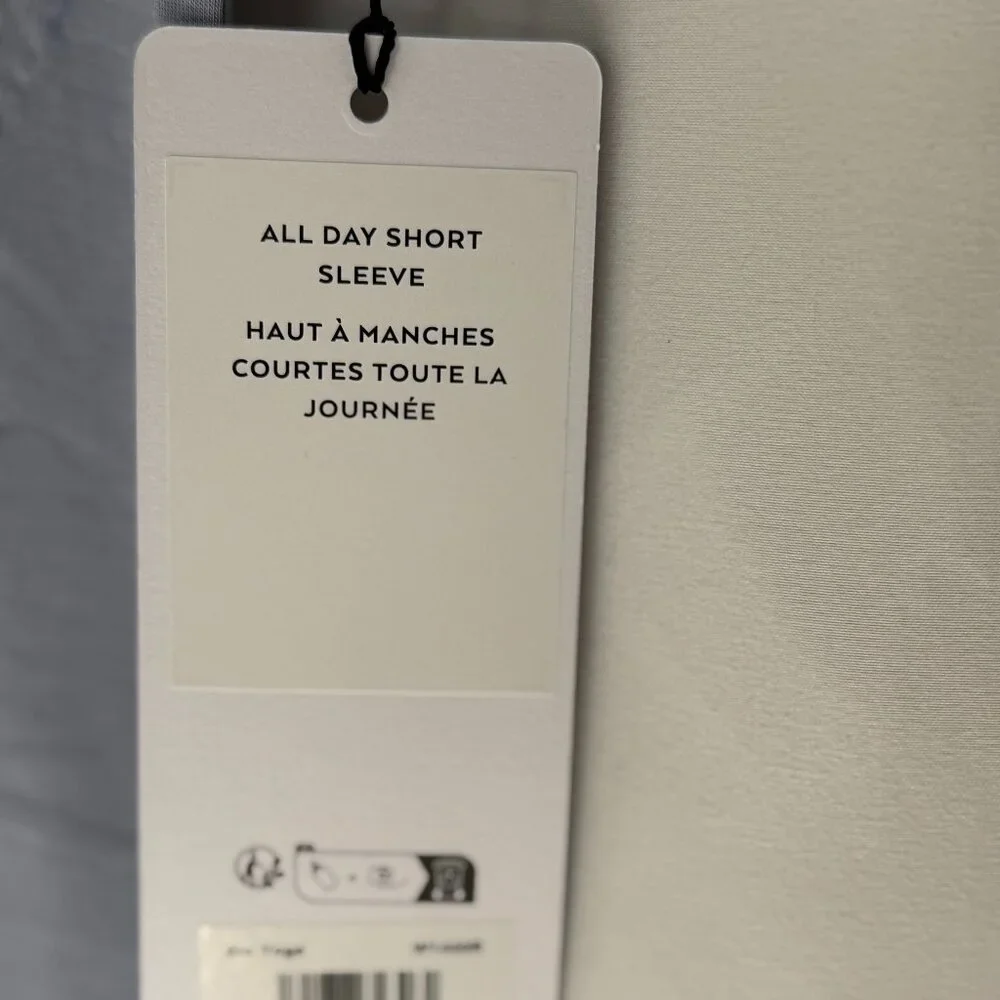 ALL DAY SHORT
SLEEVE
HAUT À MANCHES
COURTES TOUTE LA
JOURNÉE